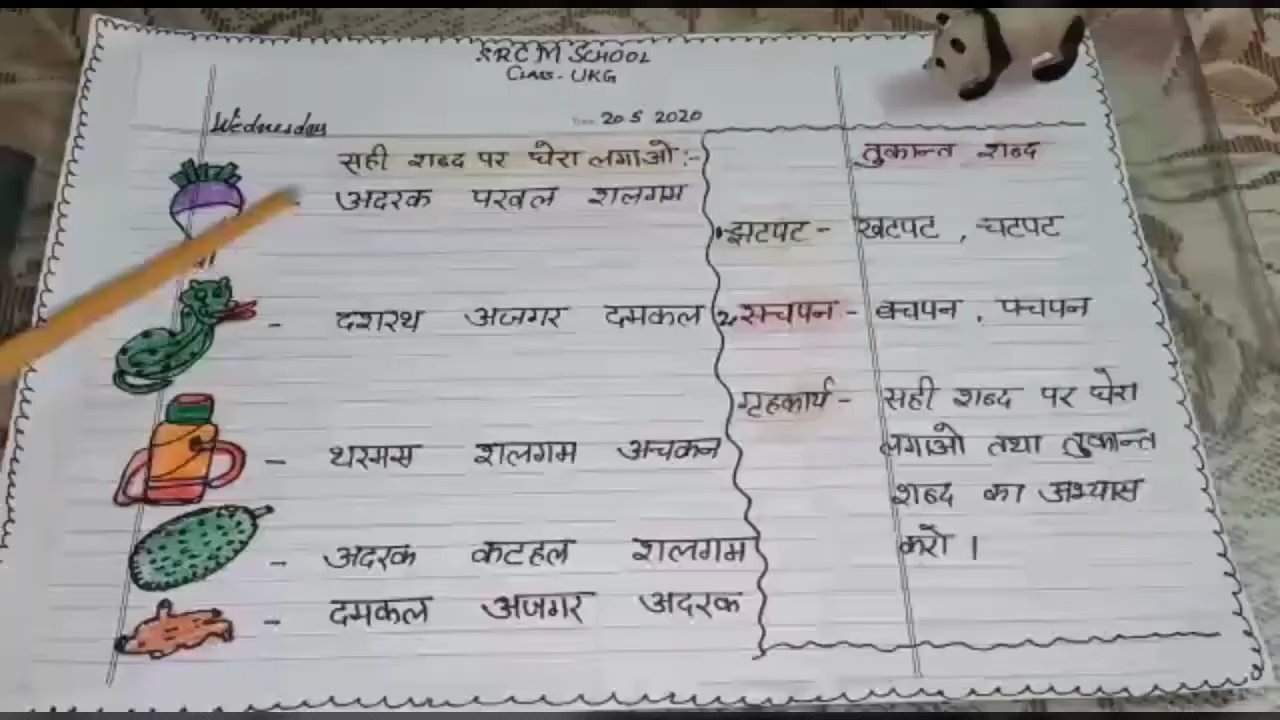 SRCM SCHOOL
CLASS - UKG
Wednesday 20 5 2020
सही शब्द पर घेरा लगाओ :-
अदरक परवल शलगम
- दशरथ अजगर दमकल
- थरमस शलगम अचकन
- अदरक कटहल शलगम
- दमकल अजगर अदरक
तुकान्त शब्द
झटपट - खटपट , चटपट
2, सचपन - बचपन , पचपन
गृहकार्य - सही शब्द पर घेरा
लगाओ तथा तुकान्त
शब्द का अभ्यास
करो ।